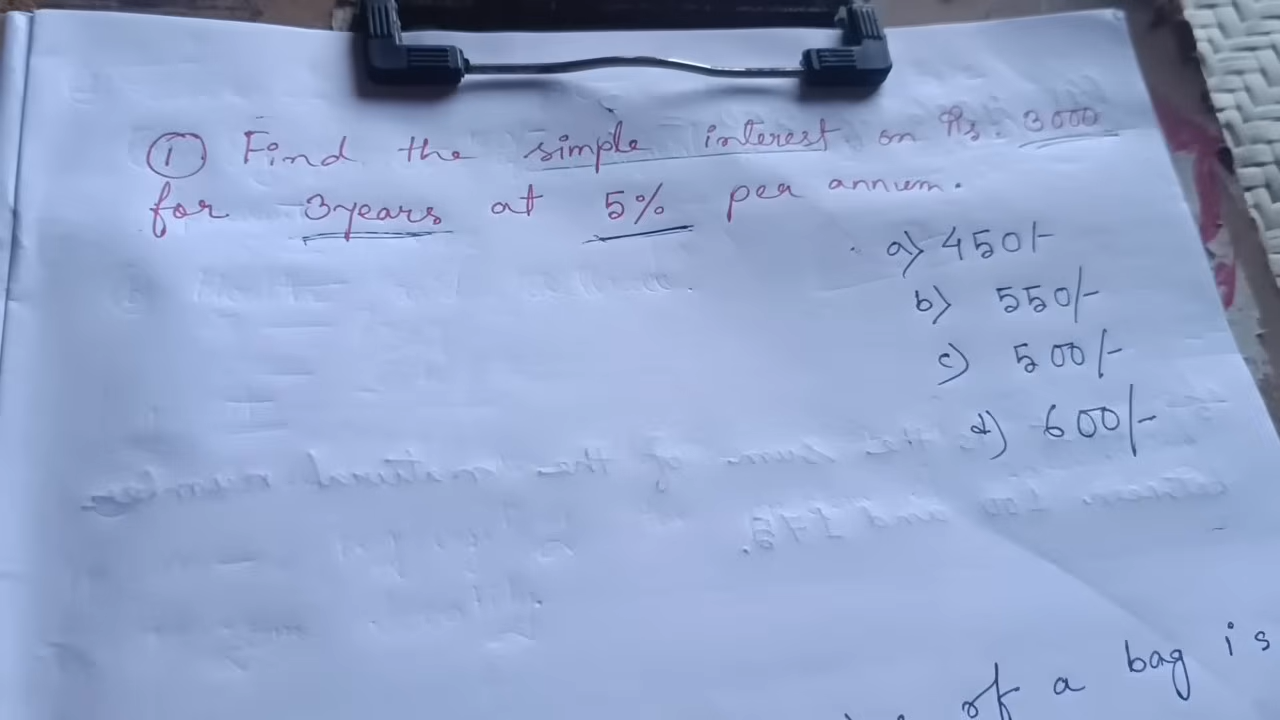 ① Find the simple interest on Rs. 3000
for 3years at 5% per annum.
a) 450/-
b) 550/-
c) 500/-
d) 600/-
of a bag is